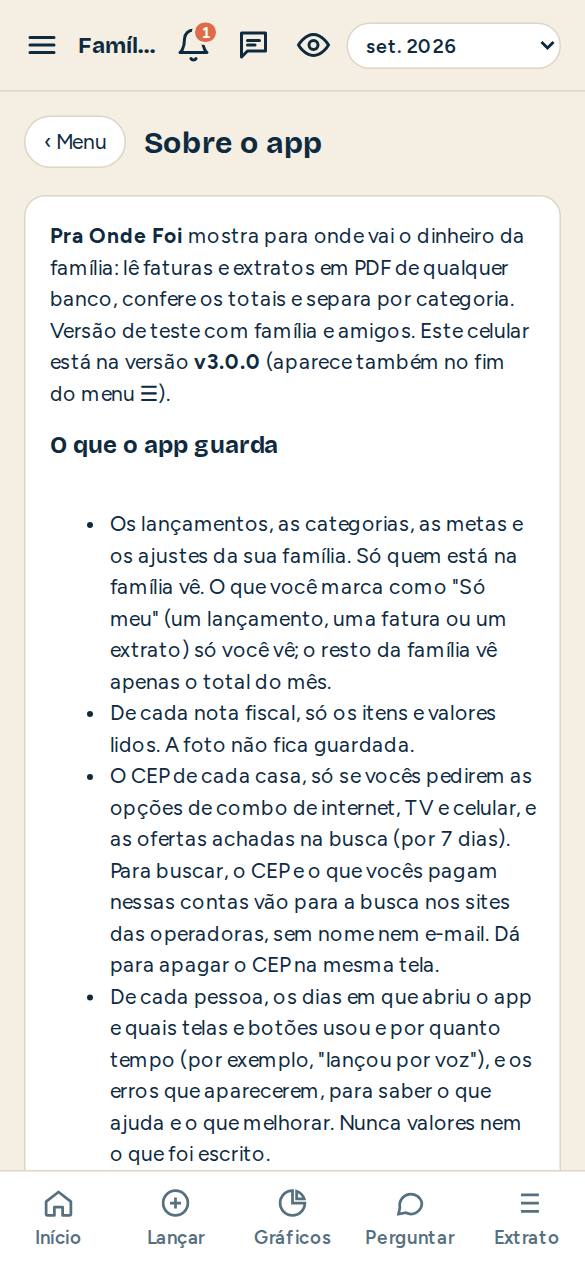 Famíl...
1
set. 2026
‹ Menu
Sobre o app
Pra Onde Foi mostra para onde vai o dinheiro da
família: lê faturas e extratos em PDF de qualquer
banco, confere os totais e separa por categoria.
Versão de teste com família e amigos. Este celular
está na versão v3.0.0 (aparece também no fim
do menu ☰).
O que o app guarda
• Os lançamentos, as categorias, as metas e
os ajustes da sua família. Só quem está na
família vê. O que você marca como "Só
meu" (um lançamento, uma fatura ou um
extrato) só você vê; o resto da família vê
apenas o total do mês.
• De cada nota fiscal, só os itens e valores
lidos. A foto não fica guardada.
• O CEP de cada casa, só se vocês pedirem as
opções de combo de internet, TV e celular, e
as ofertas achadas na busca (por 7 dias).
Para buscar, o CEP e o que vocês pagam
nessas contas vão para a busca nos sites
das operadoras, sem nome nem e-mail. Dá
para apagar o CEP na mesma tela.
• De cada pessoa, os dias em que abriu o app
e quais telas e botões usou e por quanto
tempo (por exemplo, "lançou por voz"), e os
erros que aparecerem, para saber o que
ajuda e o que melhorar. Nunca valores nem
o que foi escrito.
Início
Lançar
Gráficos
Perguntar
Extrato